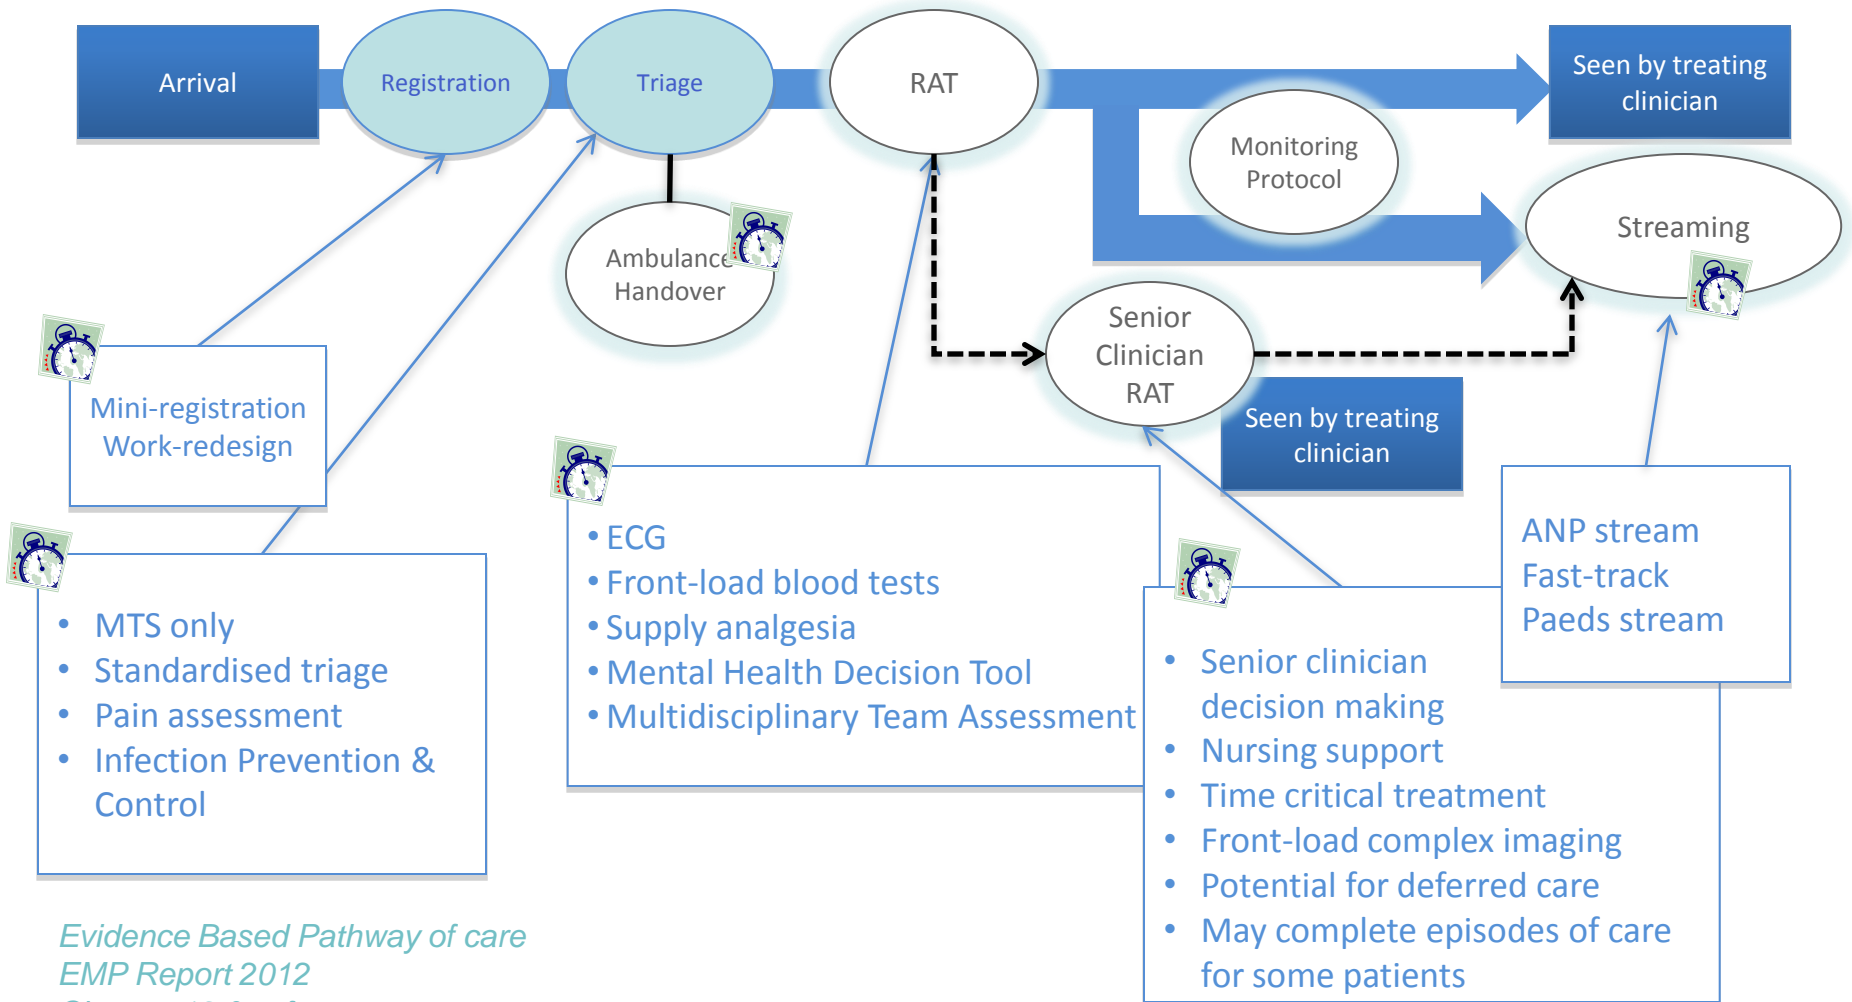 Arrival
Registration
Triage
RAT
Seen by treating
clinician
Monitoring
Protocol
Streaming
Ambulance
Handover
Senior
Clinician
RAT
Seen by treating
clinician
Mini-registration
Work-redesign
• MTS only
• Standardised triage
• Pain assessment
• Infection Prevention &
Control
• ECG
• Front-load blood tests
• Supply analgesia
• Mental Health Decision Tool
• Multidisciplinary Team Assessment
• Senior clinician
decision making
• Nursing support
• Time critical treatment
• Front-load complex imaging
• Potential for deferred care
• May complete episodes of care
for some patients
ANP stream
Fast-track
Paeds stream
Evidence Based Pathway of care
EMP Report 2012